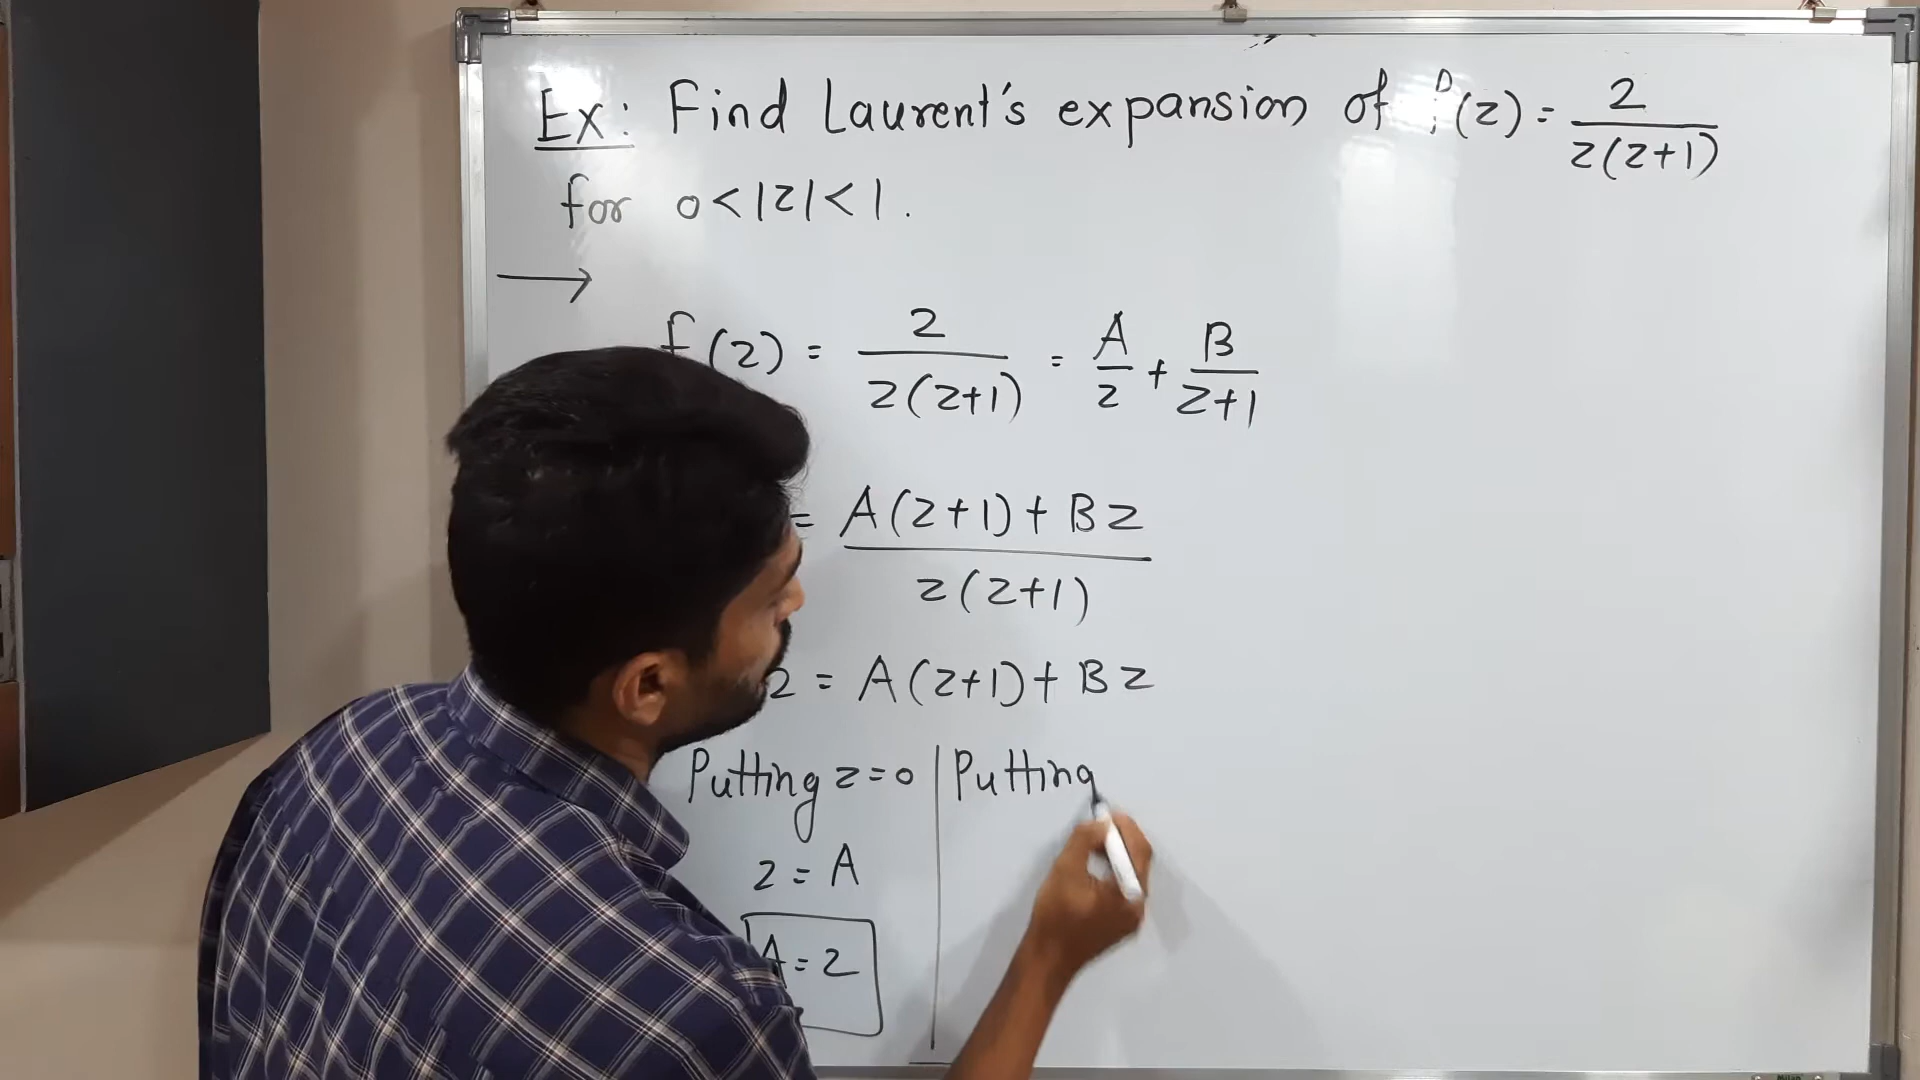 Ex: Find Laurent's expansion of f(z) = 2 / z(z+1)
for 0<|z|<1.
→
f(z) = 2 / z(z+1) = A/z + B/z+1
= A(z+1) + Bz / z(z+1)
2 = A(z+1) + Bz
Putting z=0 | Putting
2 = A
A = 2